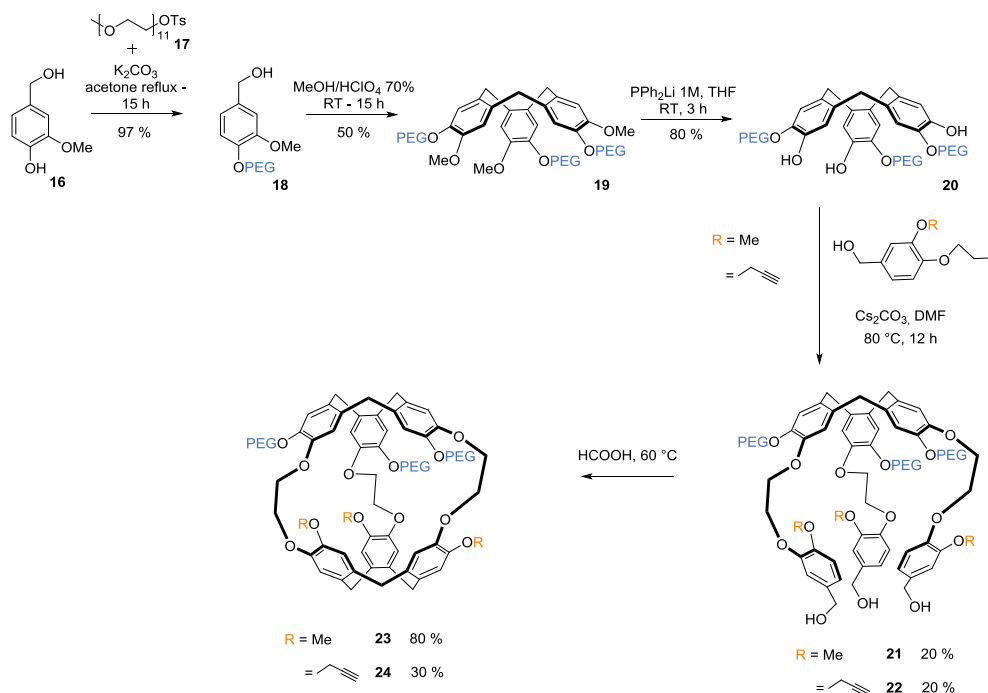 OTs
O
11
17
+
OH
K2CO3
acetone reflux -
15 h
97 %
OMe
OH
16
OH
OMe
OPEG
18
MeOH/HClO4 70%
RT - 15 h
50 %
OPEG
MeO
MeO
OPEG
OMe
OPEG
19
PPh2Li 1M, THF
RT, 3 h
80 %
OPEG
HO
HO
OPEG
OH
OPEG
20
R = Me
=
HO
OR
O
Cs2CO3, DMF
80 °C, 12 h
PEGO
O
O
OPEG
OPEG
O
RO
RO
OR
O
O
O
R = Me 23 80 %
= 24 30 %
HCOOH, 60 °C
PEGO
O
O
OPEG
OPEG
O
RO
RO
OR
O
O
O
HO
OH
OH
R = Me 21 20 %
= 22 20 %